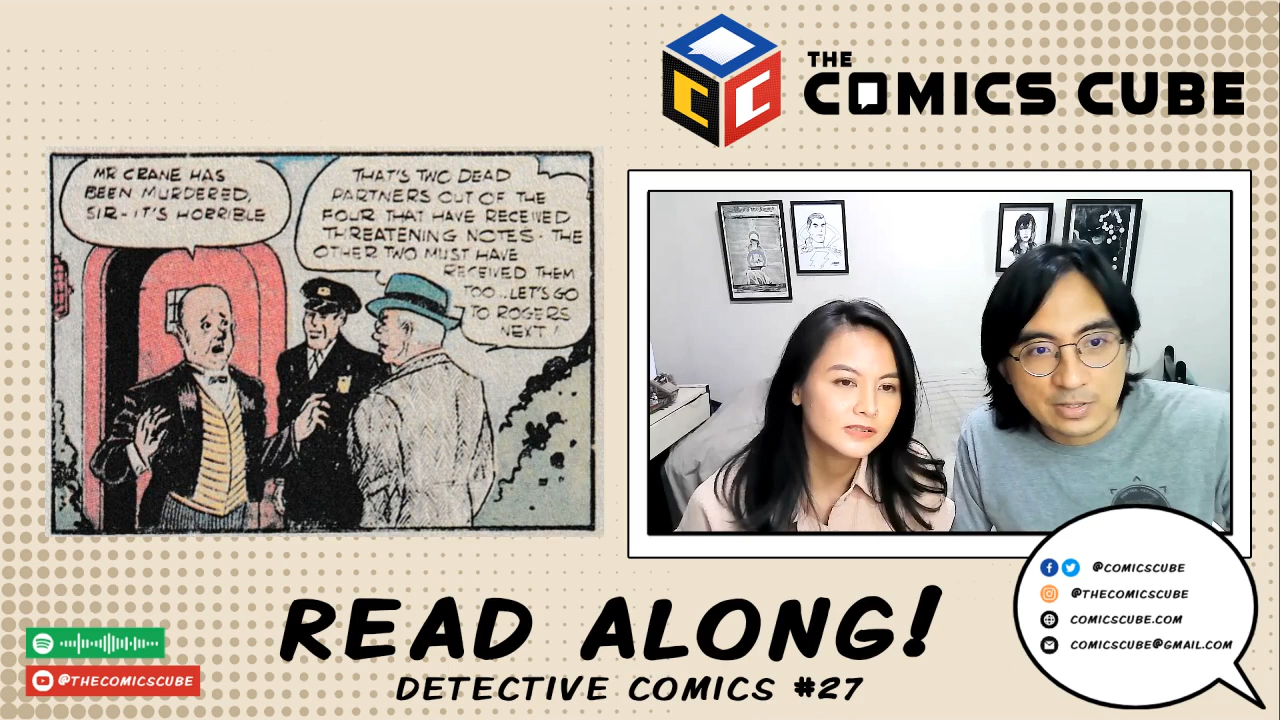 THE
COMICS CUBE
MR CRANE HAS
BEEN MURDERED,
SIR-IT'S HORRIBLE
THAT'S TWO DEAD
PARTNERS OUT OF THE
FOUR THAT HAVE RECEIVED
THREATENING NOTES - THE
OTHER TWO MUST HAVE
RECEIVED THEM
TOO...LET'S GO
TO ROGERS
NEXT!
@COMICSCUBE
@THECOMICSCUBE
COMICSCUBE.COM
COMICSCUBE@GMAIL.COM
READ ALONG!
DETECTIVE COMICS #27
@THECOMICSCUBE